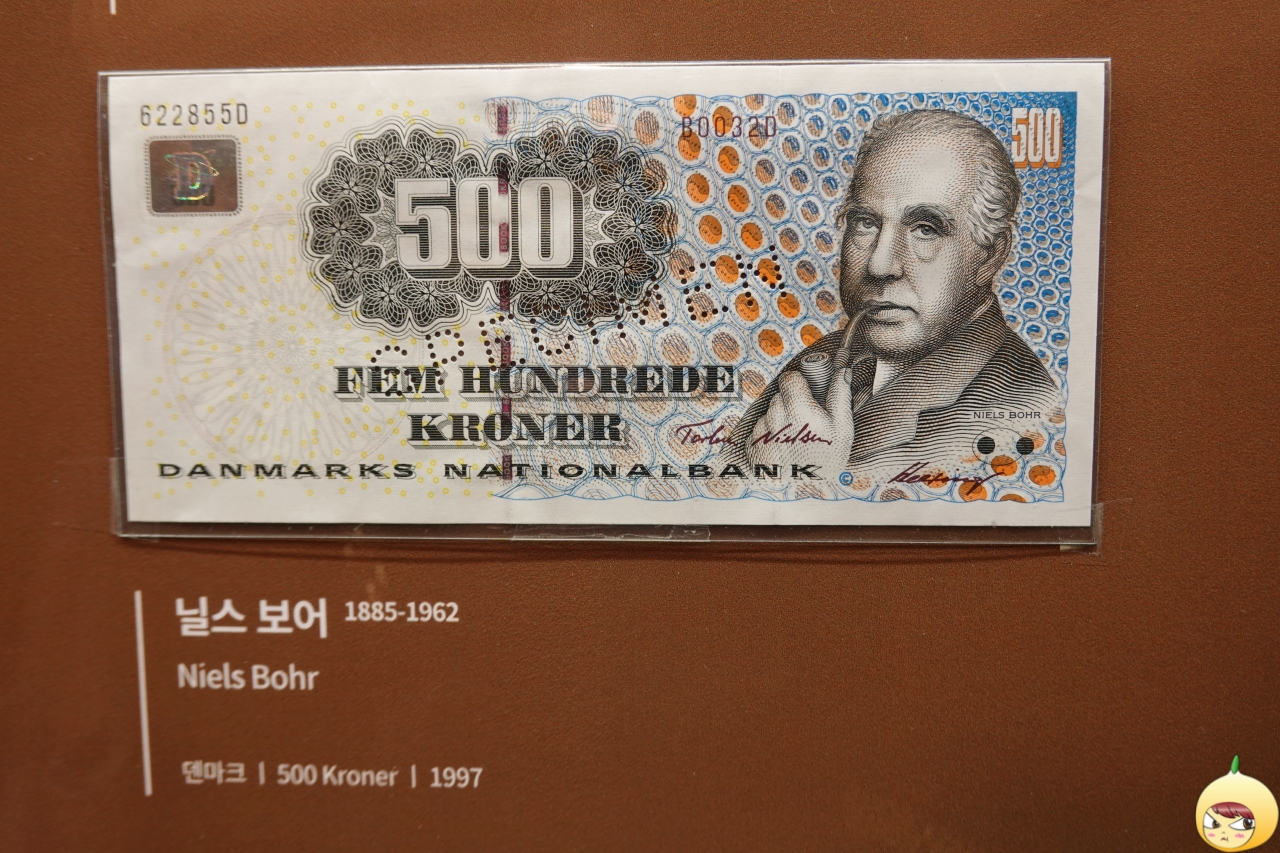 622855D
B0032D
500
D
500
SPECIMEN
FEM HUNDREDE
KRONER
NIELS BOHR
DANMARKS NATIONALBANK
©
닐스 보어 1885-1962
Niels Bohr
덴마크 | 500 Kroner | 1997